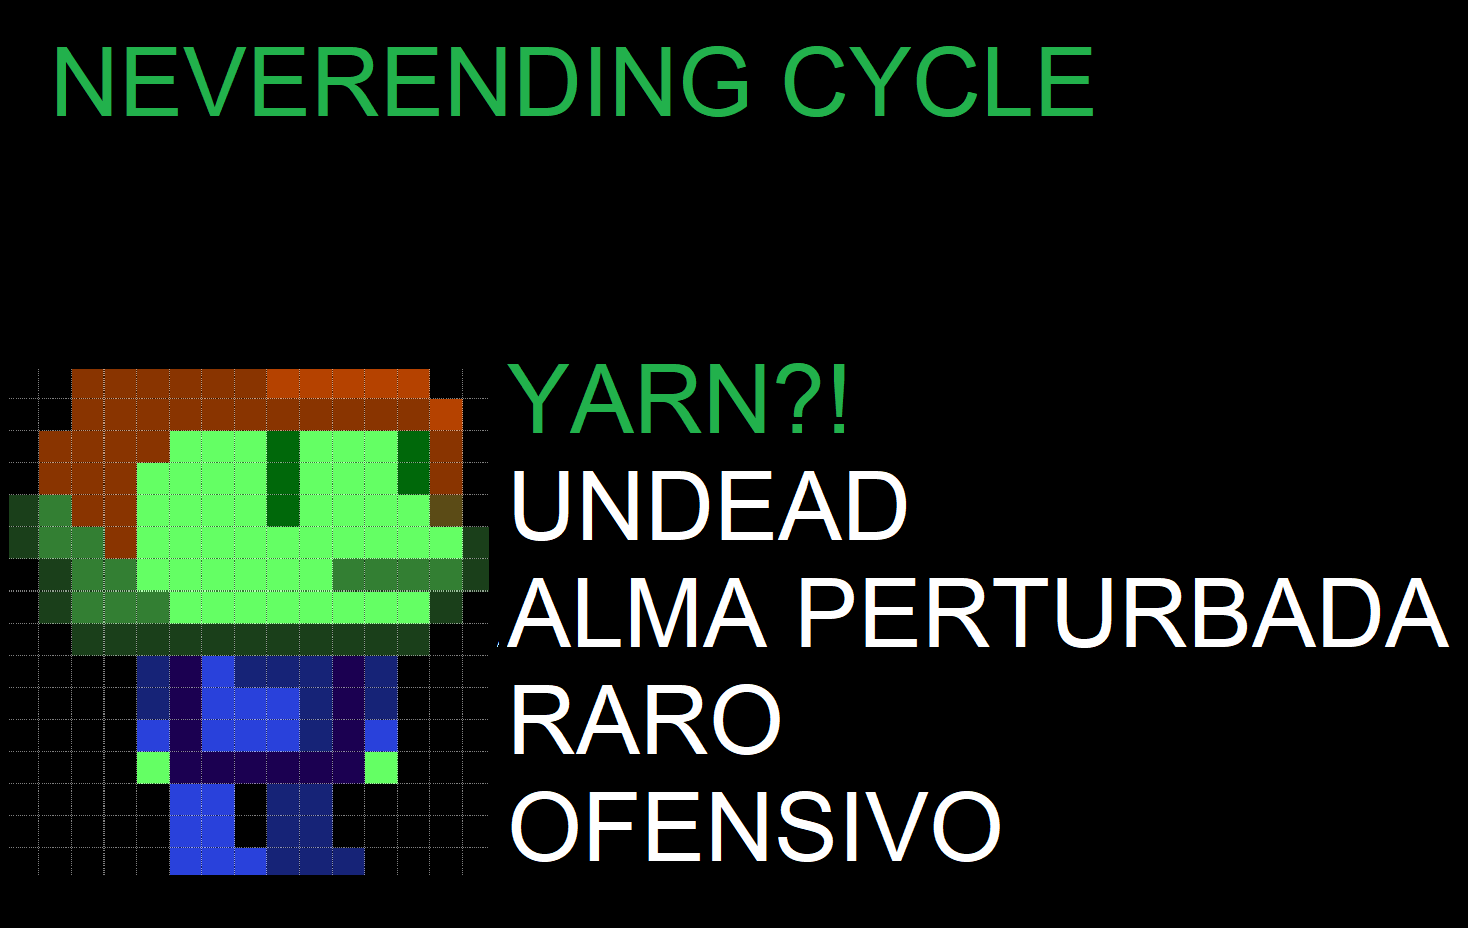 NEVERENDING CYCLE
YARN?!
UNDEAD
ALMA PERTURBADA
RARO
OFENSIVO